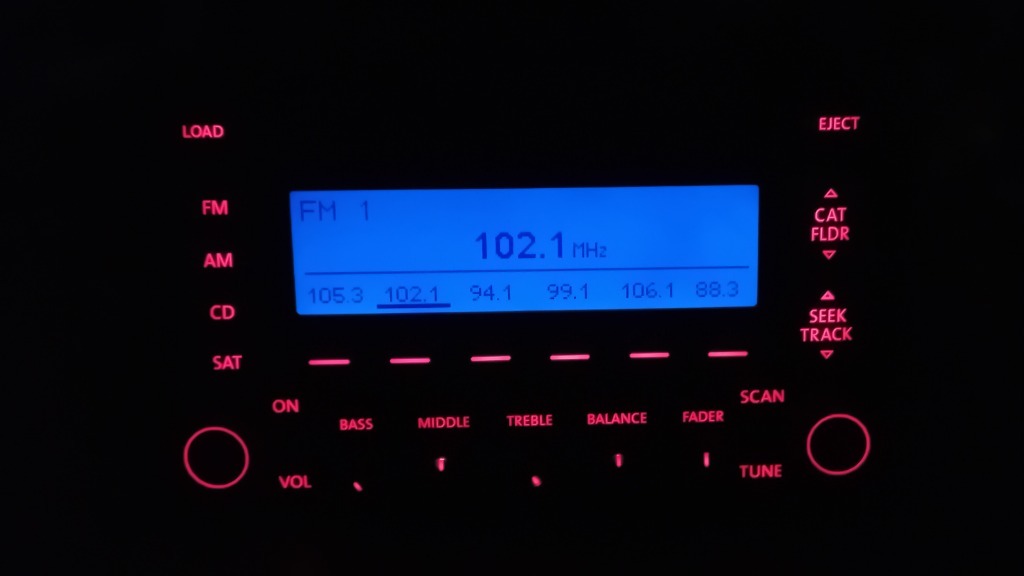 LOAD
EJECT
FM
AM
CD
SAT
FM 1
102.1 MHz
105.3 102.1 94.1 99.1 106.1 88.3
CAT
FLDR
SEEK
TRACK
ON
VOL
BASS MIDDLE TREBLE BALANCE FADER
SCAN
TUNE